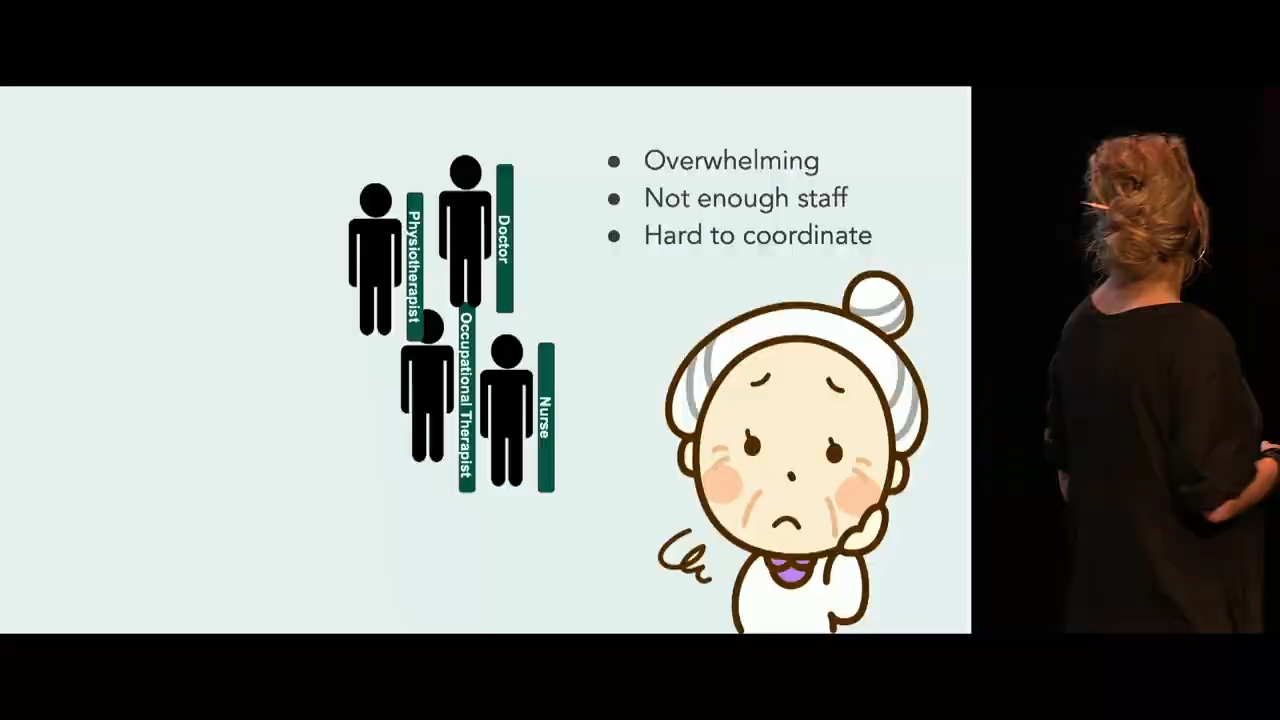 Physiotherapist
Doctor
Occupational Therapist
Nurse
Overwhelming
Not enough staff
Hard to coordinate